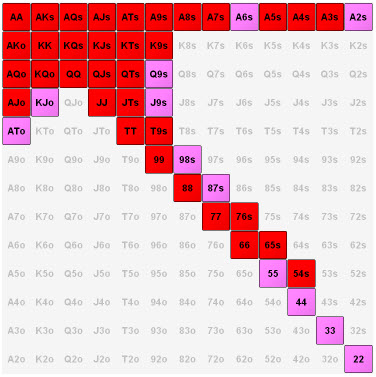 AA AKs AQs AJs ATs A9s A8s A7s A6s A5s A4s A3s A2s
AKo KK KQs KJs KTs K9s K8s K7s K6s K5s K4s K3s K2s
AQo KQo QQ QJs QTs Q9s Q8s Q7s Q6s Q5s Q4s Q3s Q2s
AJo KJo QJo JJ JTs J9s J8s J7s J6s J5s J4s J3s J2s
ATo KTo QTo JTo TT T9s T8s T7s T6s T5s T4s T3s T2s
A9o K9o Q9o J9o T9o 99 98s 97s 96s 95s 94s 93s 92s
A8o K8o Q8o J8o T8o 98o 88 87s 86s 85s 84s 83s 82s
A7o K7o Q7o J7o T7o 97o 87o 77 76s 75s 74s 73s 72s
A6o K6o Q6o J6o T6o 96o 86o 76o 66 65s 64s 63s 62s
A5o K5o Q5o J5o T5o 95o 85o 75o 65o 55 54s 53s 52s
A4o K4o Q4o J4o T4o 94o 84o 74o 64o 54o 44 43s 42s
A3o K3o Q3o J3o T3o 93o 83o 73o 63o 53o 43o 33 32s
A2o K2o Q2o J2o T2o 92o 82o 72o 62o 52o 42o 32o 22